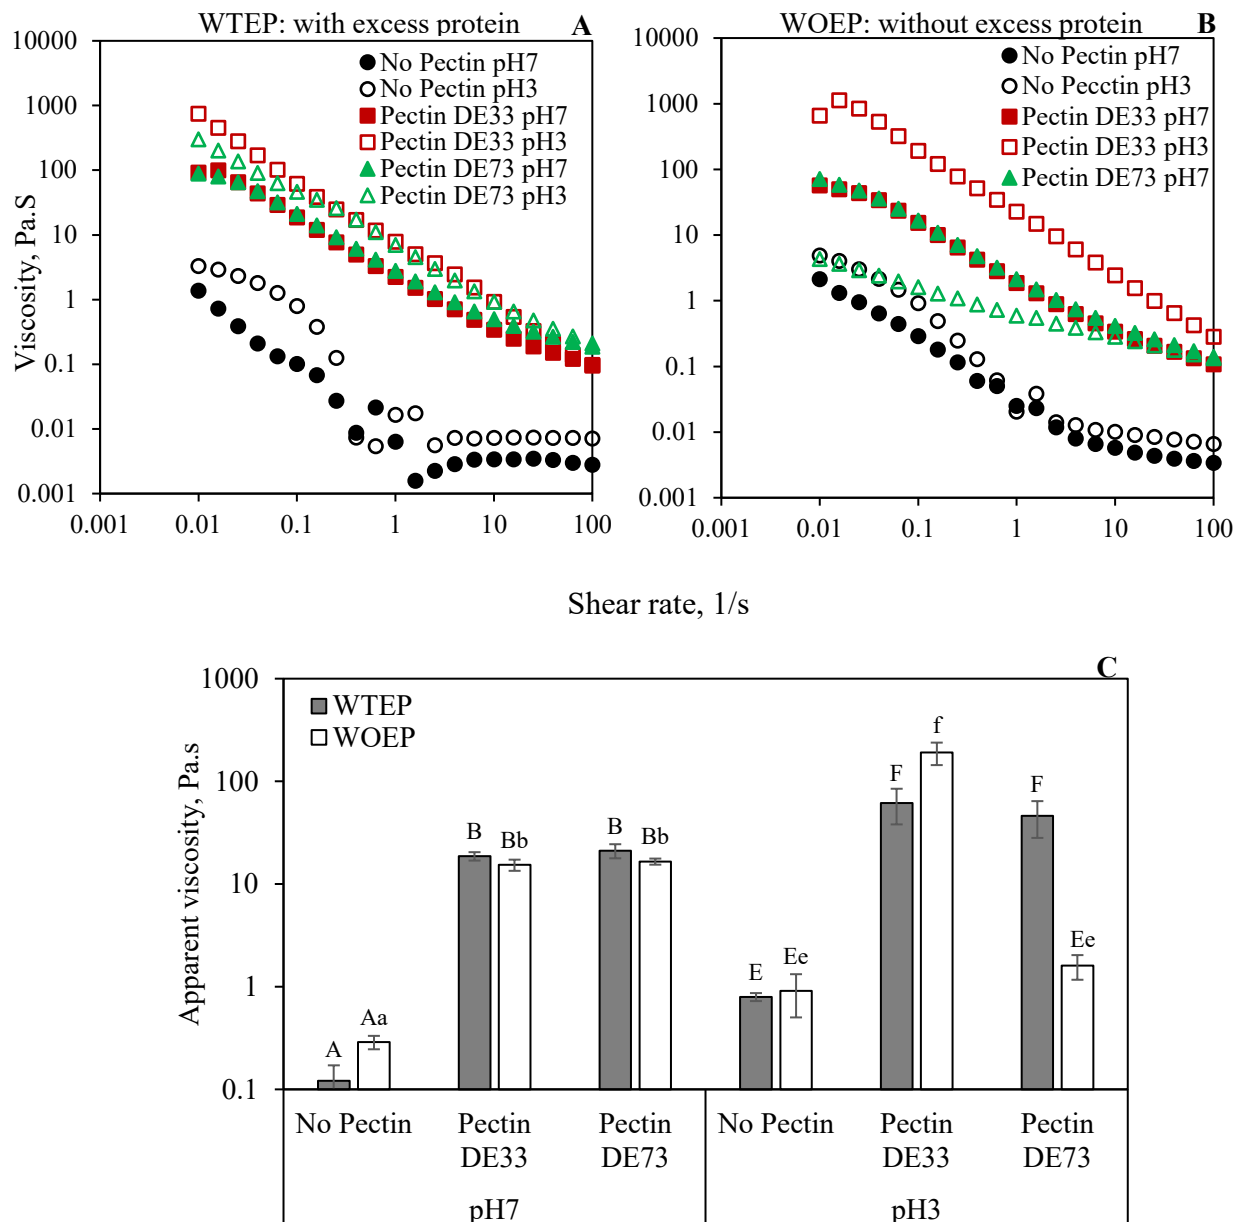 WTEP: with excess protein
A
10000
1000
100
10
1
0.1
0.01
0.001
Viscosity, Pa.S
No Pectin pH7
No Pectin pH3
Pectin DE33 pH7
Pectin DE33 pH3
Pectin DE73 pH7
Pectin DE73 pH3
0.001
0.01
0.1
1
10
100
WOEP: without excess protein
B
10000
1000
100
10
1
0.1
0.01
0.001
No Pectin pH7
No Pecctin pH3
Pectin DE33 pH7
Pectin DE33 pH3
Pectin DE73 pH7
0.001
0.01
0.1
1
10
100
Shear rate, 1/s
C
1000
100
10
1
0.1
Apparent viscosity, Pa.s
WTEP
WOEP
A
Aa
B
Bb
B
Bb
E
Ee
F
f
F
Ee
No Pectin
Pectin
DE33
Pectin
DE73
No Pectin
Pectin
DE33
Pectin
DE73
pH7
pH3